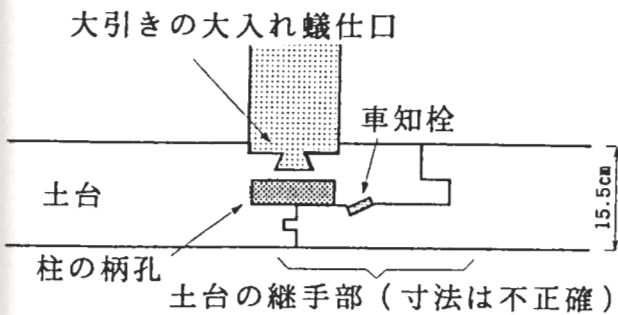 大引きの大入れ蟻仕口
車知栓
土台
15.5cm
柱の柄孔
土台の継手部(寸法は不正確)